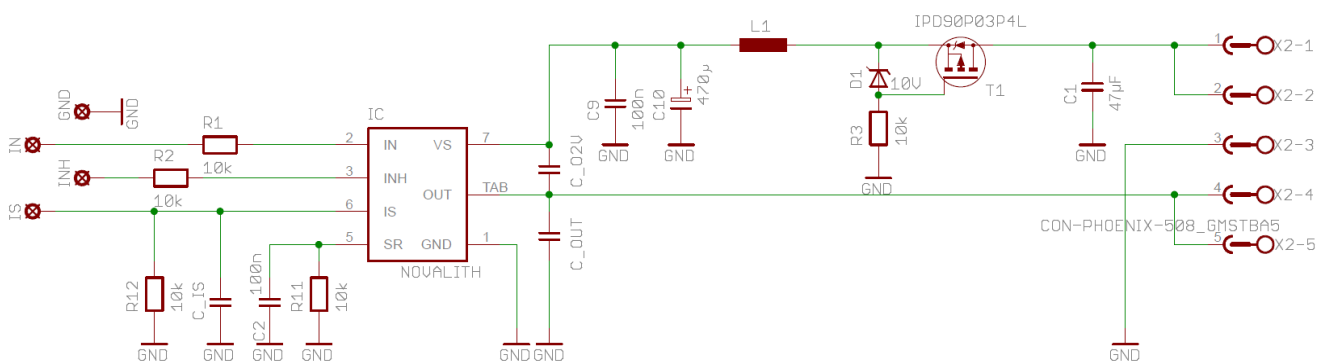 IPD90P03P4L
L1
1
X2-1
D1
10V
T1
C1
47µF
2
X2-2
GND
GND
C9
100n
C10
470µ
R3
10k
GND
GND
GND
GND
IC
R1
10k
IN
2
IN
VS
7
3
X2-3
R2
10k
INH
3
INH
C_O2V
OUT
TAB
4
X2-4
IS
6
IS
CON-PHOENIX-508_GMSTBA5
5
SR
GND
1
C_OUT
5
X2-5
NOVALITH
R12
10k
C_IS
C2
100n
R11
10k
GND
GND
GND
GND
GND
GND
GND